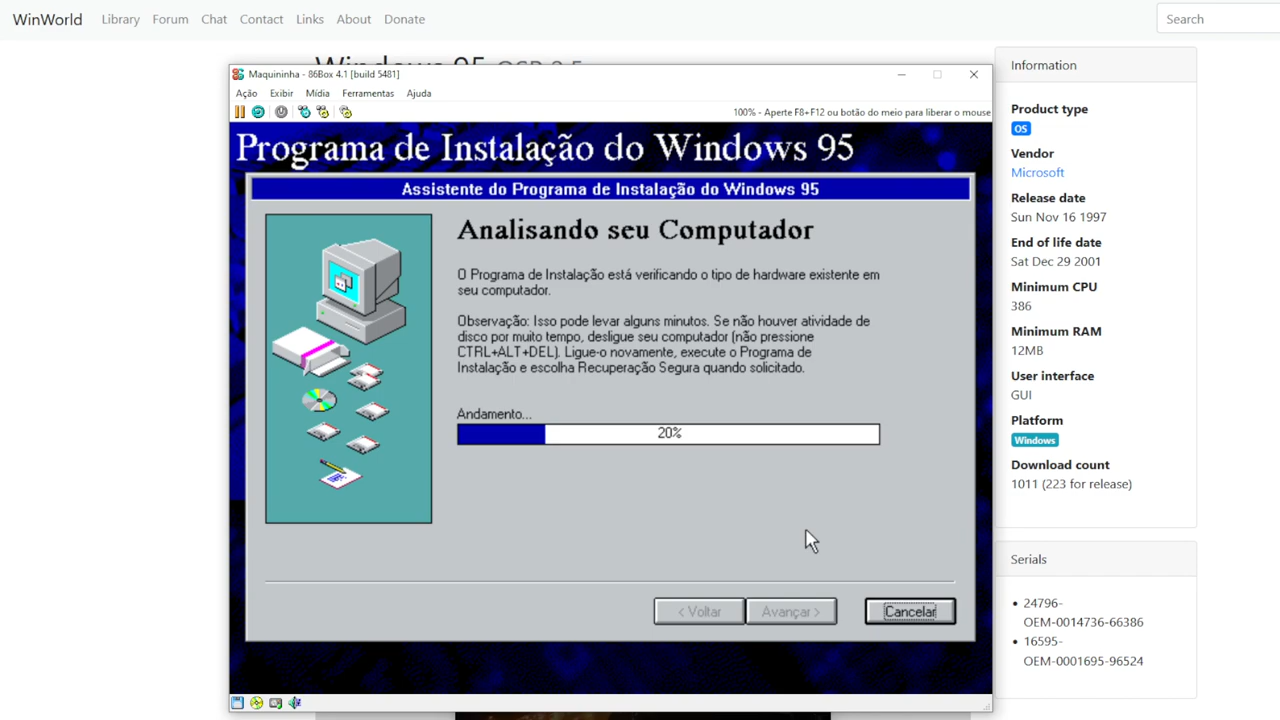 WinWorld Library Forum Chat Contact Links About Donate Search
Windows 95 OSR 2.5
Maquininha - 86Box 4.1 [build 5481]
Ação Exibir Mídia Ferramentas Ajuda
100% - Aperte F8+F12 ou botão do meio para liberar o mouse
Programa de Instalação do Windows 95
Assistente do Programa de Instalação do Windows 95
Analisando seu Computador
O Programa de Instalação está verificando o tipo de hardware existente em
seu computador.
Observação: Isso pode levar alguns minutos. Se não houver atividade de
disco por muito tempo, desligue seu computador (não pressione
CTRL+ALT+DEL). Ligue-o novamente, execute o Programa de
Instalação e escolha Recuperação Segura quando solicitado.
Andamento...
20%
< Voltar Avançar > Cancelar
Information
Product type
OS
Vendor
Microsoft
Release date
Sun Nov 16 1997
End of life date
Sat Dec 29 2001
Minimum CPU
386
Minimum RAM
12MB
User interface
GUI
Platform
Windows
Download count
1011 (223 for release)
Serials
24796-
OEM-0014736-66386
16595-
OEM-0001695-96524